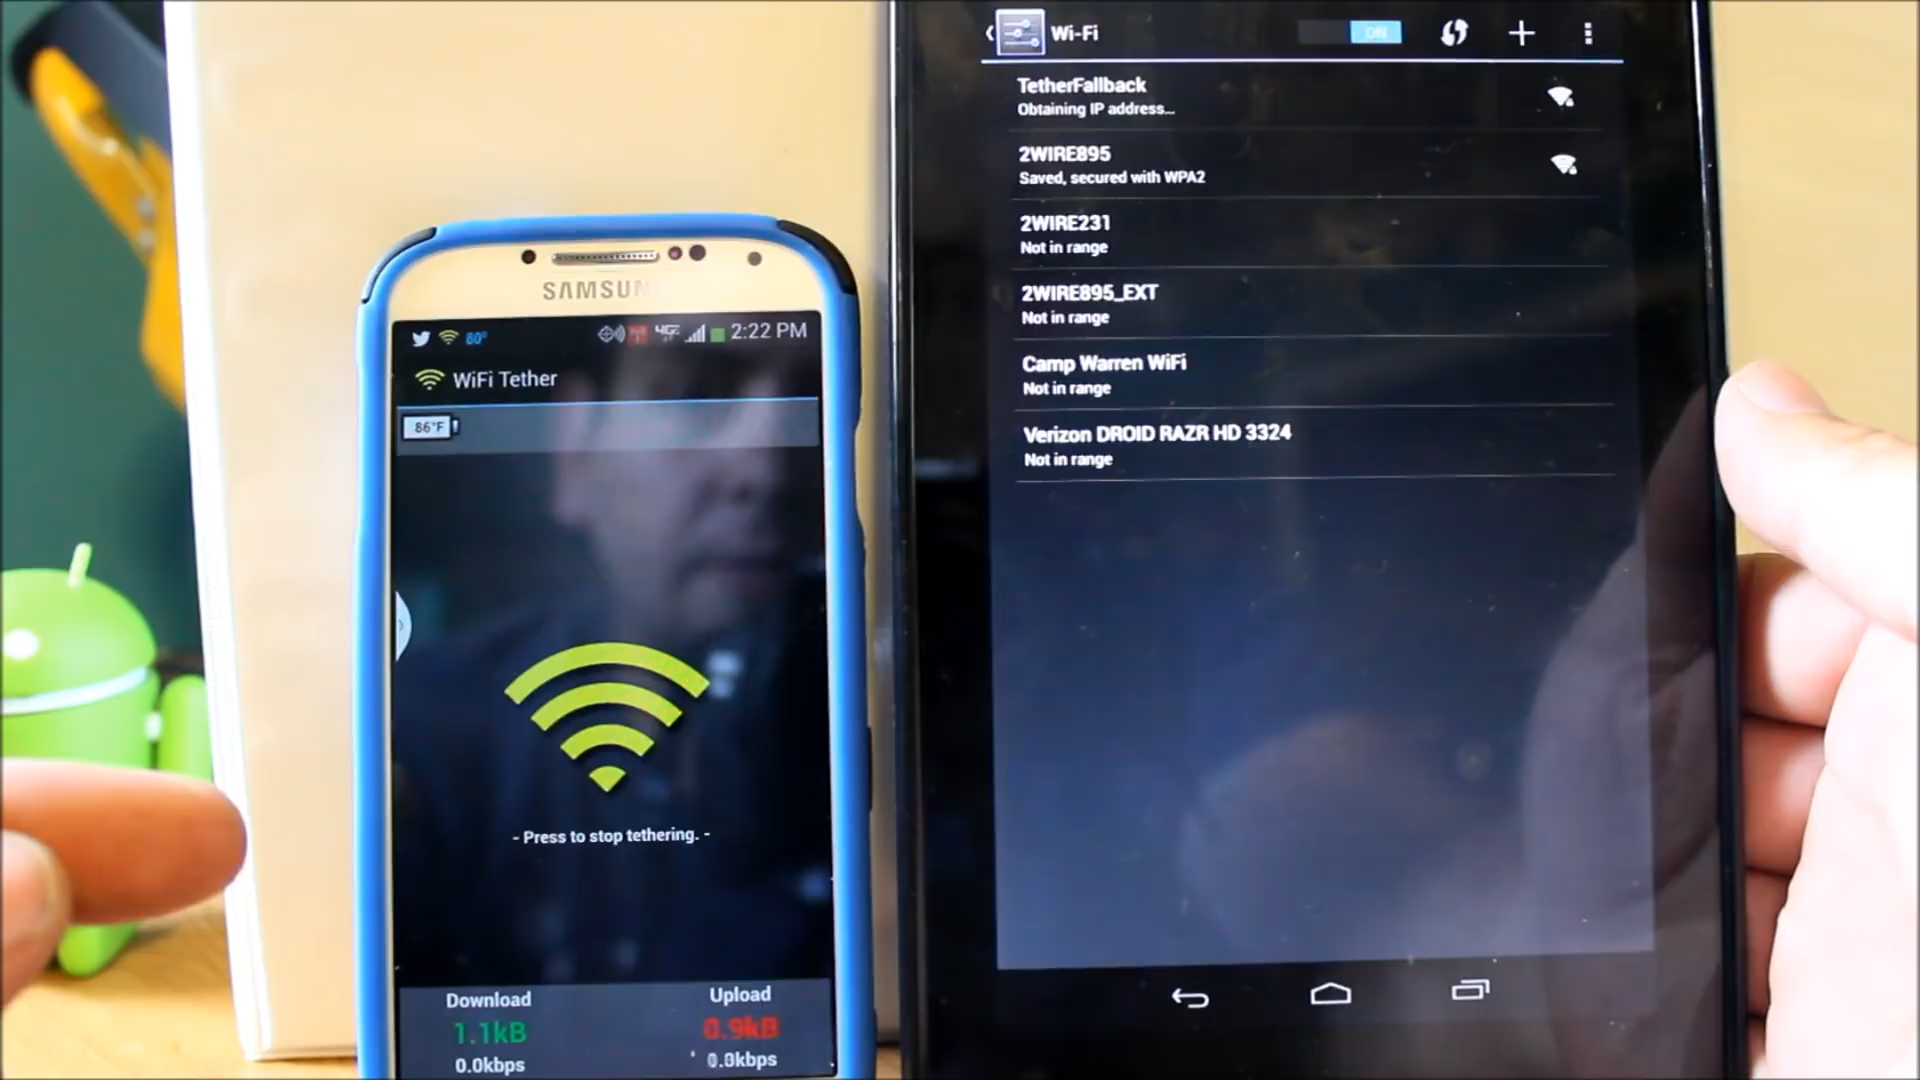 SAMSUN
80°
4G
2:22 PM
WiFi Tether
86°F
- Press to stop tethering. -
Download
Upload
1.1kB
0.9kB
0.0kbps
0.0kbps
Wi-Fi
ON
TetherFallback
Obtaining IP address...
2WIRE895
Saved, secured with WPA2
2WIRE231
Not in range
2WIRE895_EXT
Not in range
Camp Warren WiFi
Not in range
Verizon DROID RAZR HD 3324
Not in range